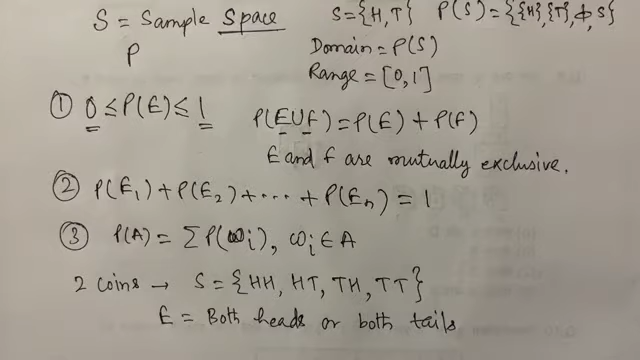 S = Sample Space
S = {H, T} P(S) = {{H}, {T}, ϕ, S}
P
Domain = P(S)
Range = [0, 1]
① 0 ≤ P(E) ≤ 1
P(E∪F) = P(E) + P(F)
E and F are mutually exclusive.
② P(E₁) + P(E₂) + ... + P(Eₙ) = 1
③ P(A) = Σ P(ωᵢ), ωᵢ ∈ A
2 coins → S = {HH, HT, TH, TT}
E = Both heads or both tails